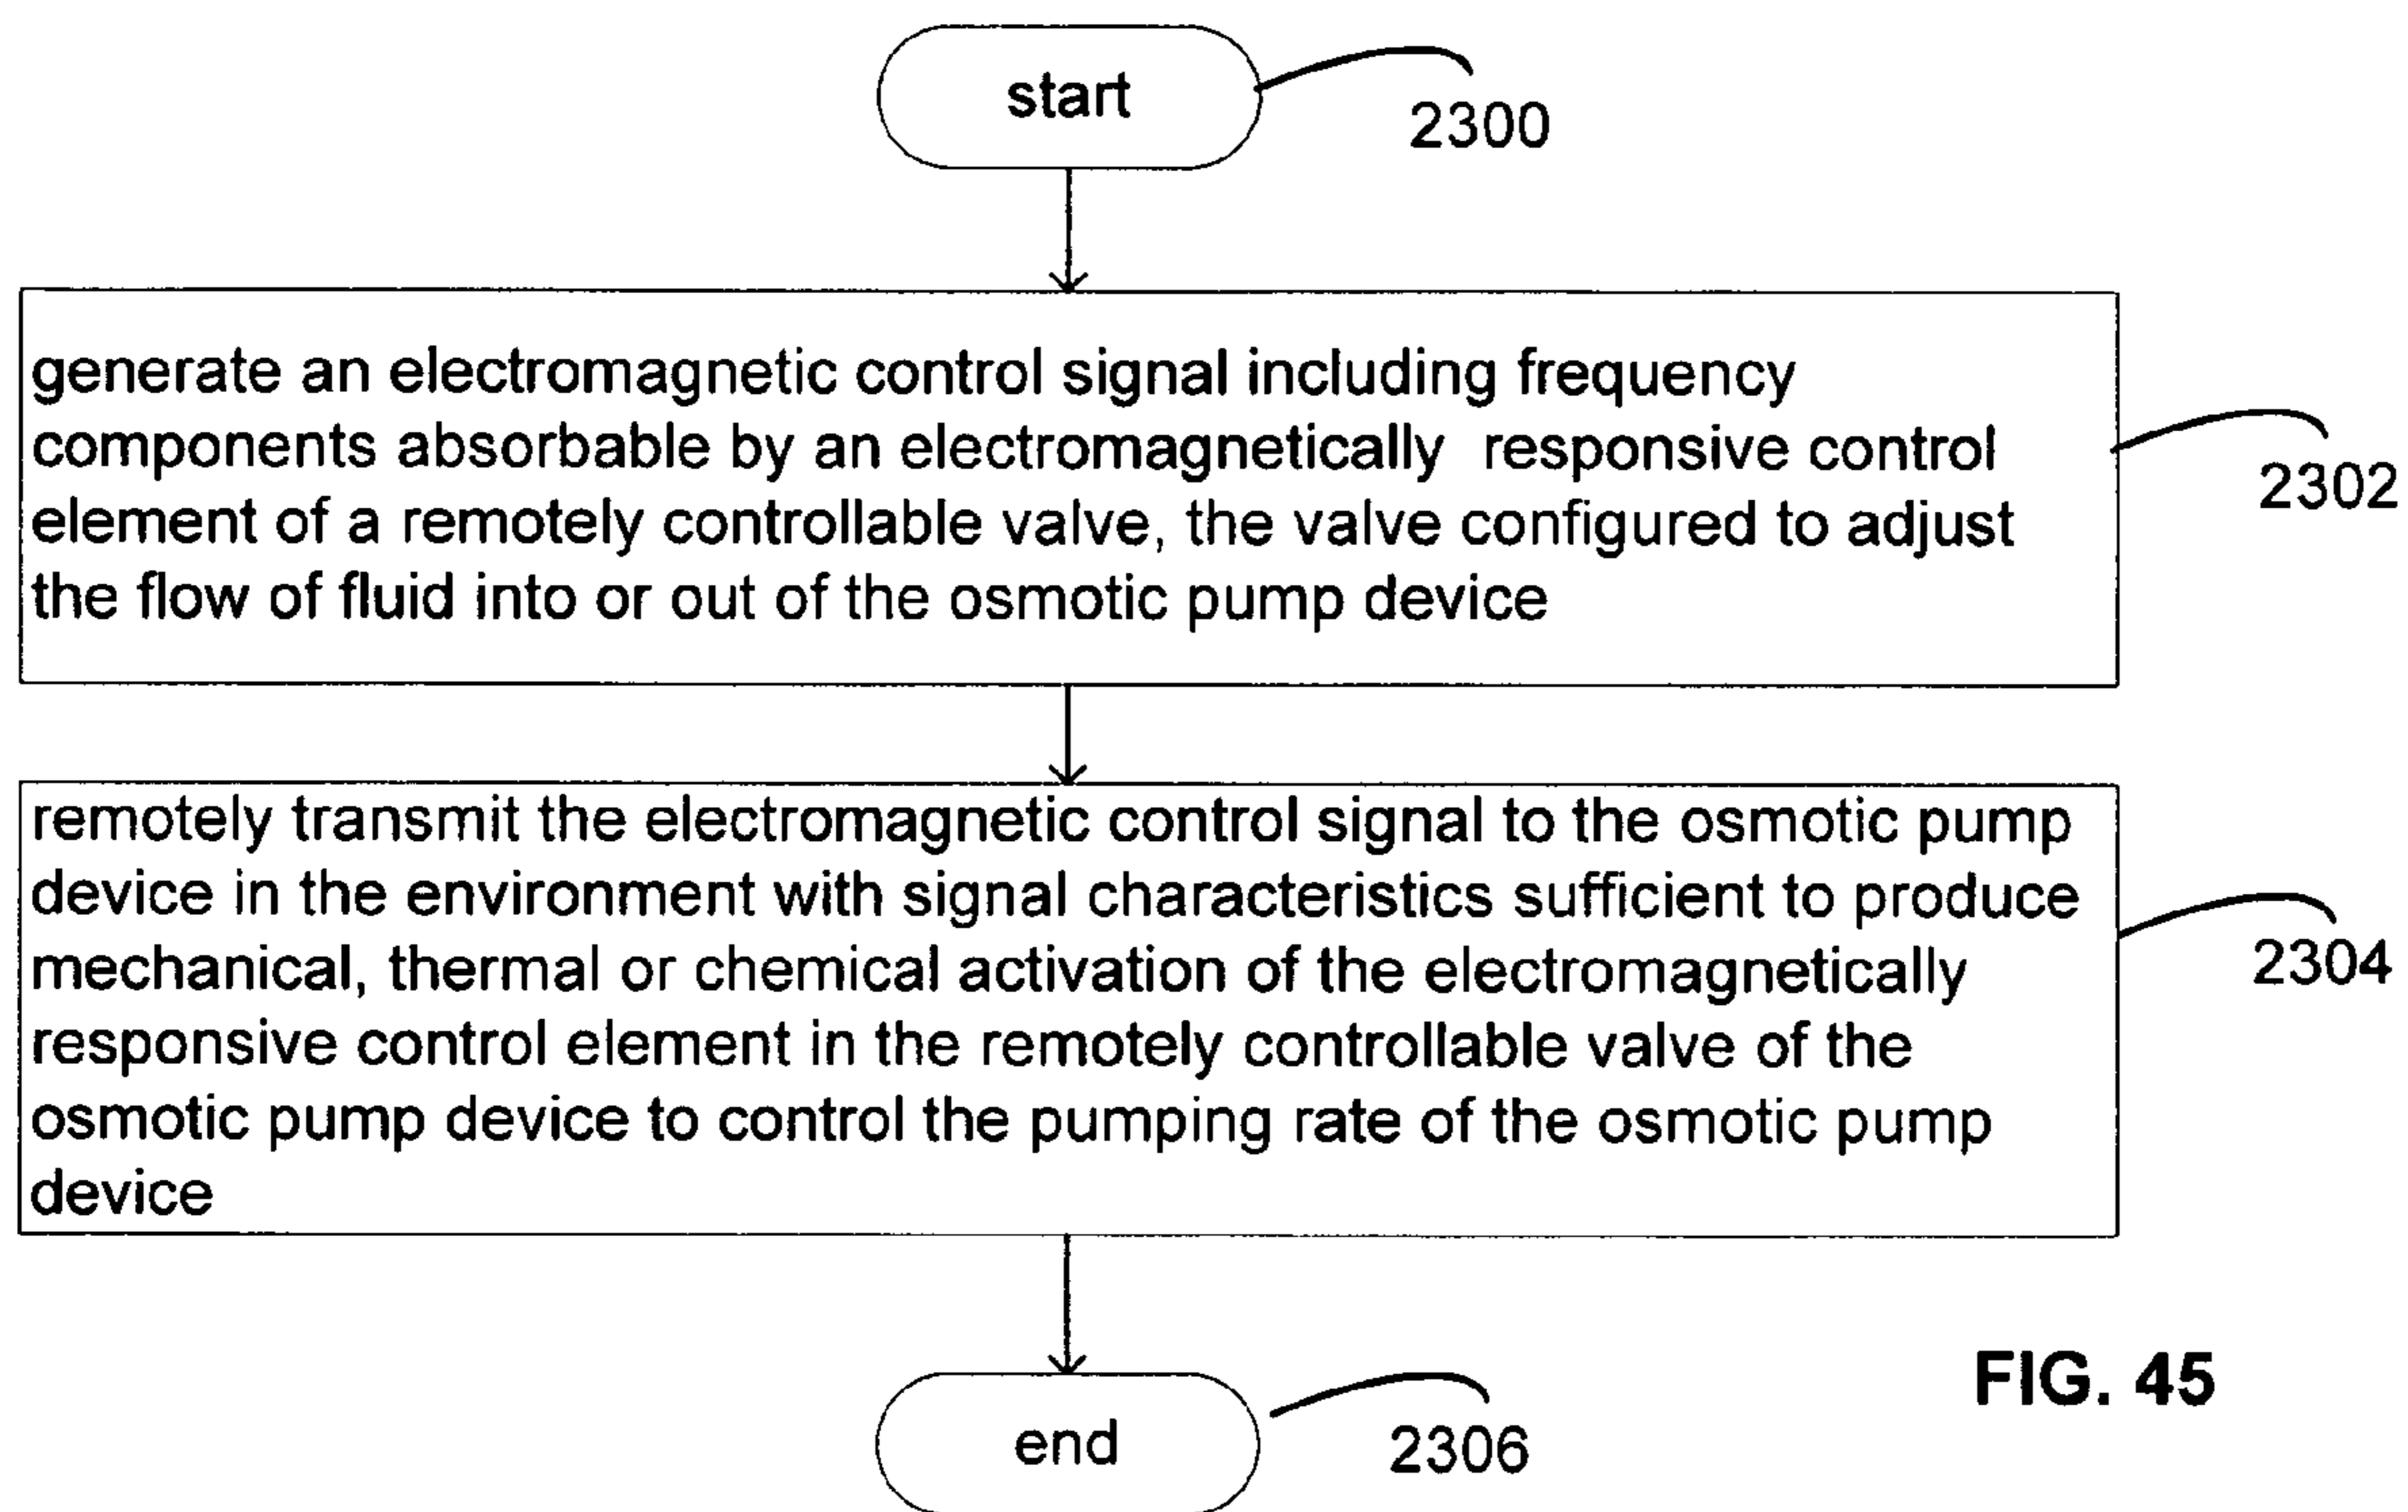 start
2300
generate an electromagnetic control signal including frequency
components absorbable by an electromagnetically responsive control
element of a remotely controllable valve, the valve configured to adjust
the flow of fluid into or out of the osmotic pump device
2302
remotely transmit the electromagnetic control signal to the osmotic pump
device in the environment with signal characteristics sufficient to produce
mechanical, thermal or chemical activation of the electromagnetically
responsive control element in the remotely controllable valve of the
osmotic pump device to control the pumping rate of the osmotic pump
device
2304
FIG. 45
end
2306